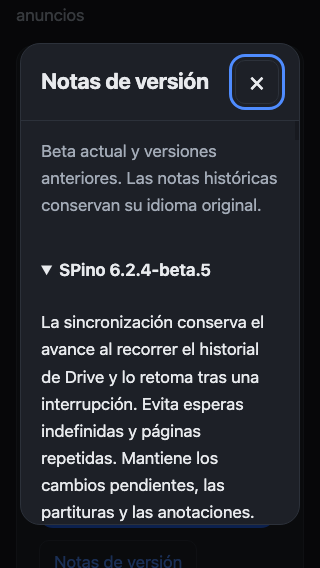 anuncios
Notas de versión
Beta actual y versiones
anteriores. Las notas históricas
conservan su idioma original.
▼ SPino 6.2.4-beta.5
La sincronización conserva el
avance al recorrer el historial
de Drive y lo retoma tras una
interrupción. Evita esperas
indefinidas y páginas
repetidas. Mantiene los
cambios pendientes, las
partituras y las anotaciones.
Notas de versión